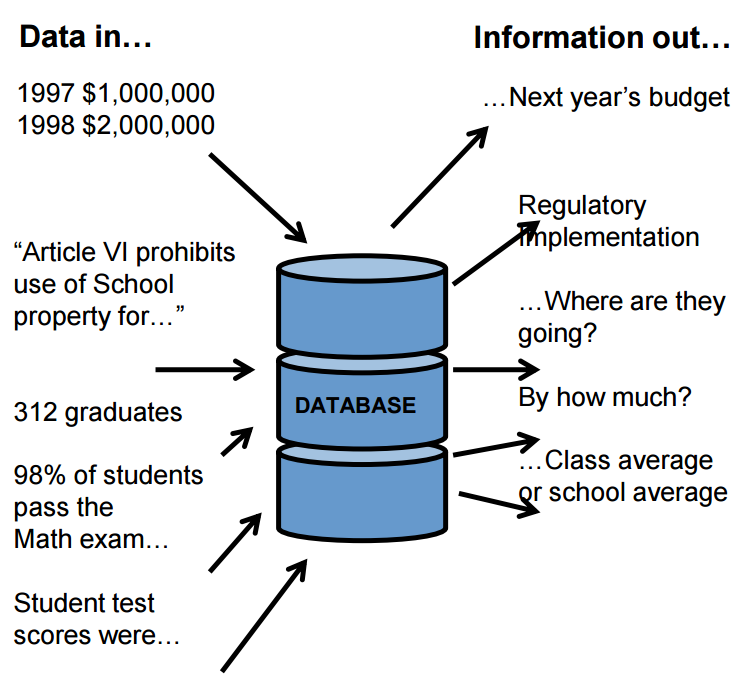 Data in…
1997 $1,000,000
1998 $2,000,000
“Article VI prohibits
use of School
property for…”
312 graduates
98% of students
pass the
Math exam…
Student test
scores were…
DATABASE
Information out…
…Next year’s budget
Regulatory
Implementation
…Where are they
going?
By how much?
…Class average
or school average